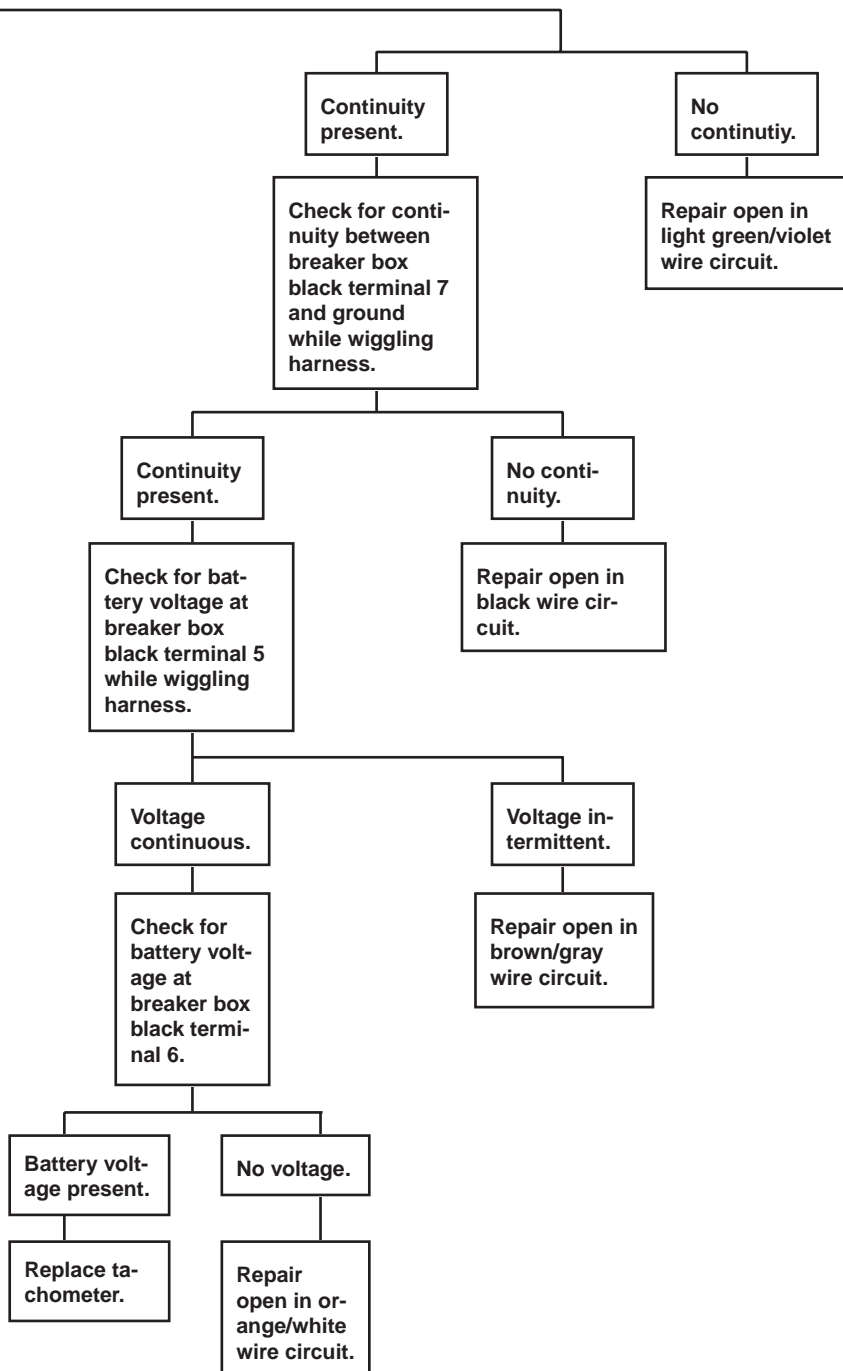 Continuity
present.
No
continutiy.
Check for conti-
nuity between
breaker box
black terminal 7
and ground
while wiggling
harness.
Repair open in
light green/violet
wire circuit.
Continuity
present.
No conti-
nuity.
Check for bat-
tery voltage at
breaker box
black terminal 5
while wiggling
harness.
Repair open in
black wire cir-
cuit.
Voltage
continuous.
Voltage in-
termittent.
Check for
battery volt-
age at
breaker box
black termi-
nal 6.
Repair open in
brown/gray
wire circuit.
Battery volt-
age present.
No voltage.
Replace ta-
chometer.
Repair
open in or-
ange/white
wire circuit.